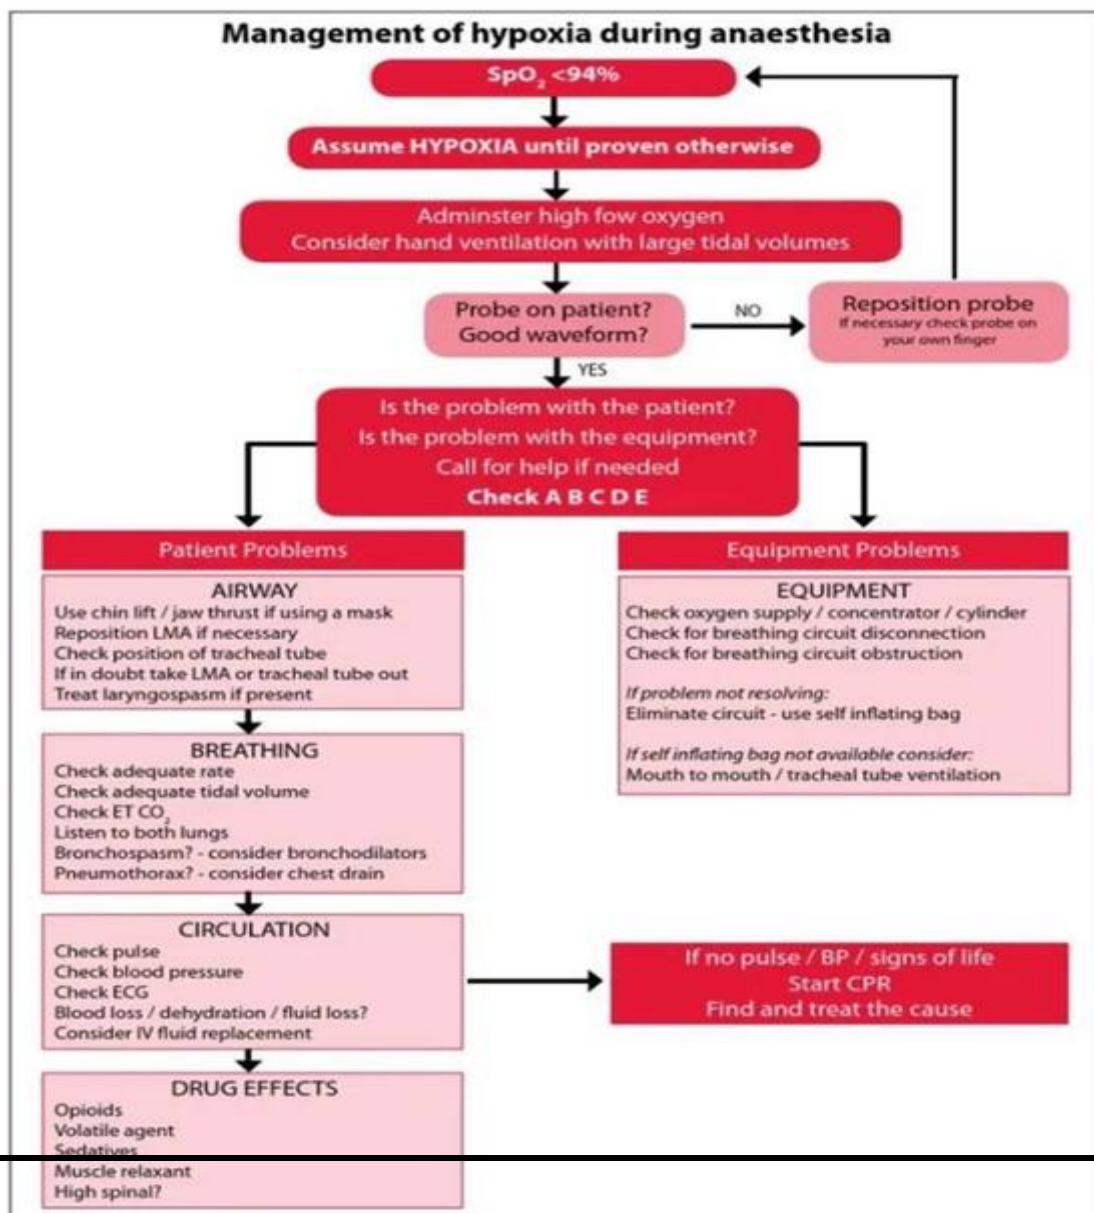 Management of hypoxia during anaesthesia
SpO₂ <94%
Assume HYPOXIA until proven otherwise
Adminster high fow oxygen
Consider hand ventilation with large tidal volumes
Probe on patient?
Good waveform?
NO
Reposition probe
If necessary check probe on
your own finger
YES
Is the problem with the patient?
Is the problem with the equipment?
Call for help if needed
Check A B C D E
Patient Problems
AIRWAY
Use chin lift / jaw thrust if using a mask
Reposition LMA if necessary
Check position of tracheal tube
If in doubt take LMA or tracheal tube out
Treat laryngospasm if present
BREATHING
Check adequate rate
Check adequate tidal volume
Check ET CO₂
Listen to both lungs
Bronchospasm? - consider bronchodilators
Pneumothorax? - consider chest drain
CIRCULATION
Check pulse
Check blood pressure
Check ECG
Blood loss / dehydration / fluid loss?
Consider IV fluid replacement
DRUG EFFECTS
Opioids
Volatile agent
Sedatives
Muscle relaxant
High spinal?
Equipment Problems
EQUIPMENT
Check oxygen supply / concentrator / cylinder
Check for breathing circuit disconnection
Check for breathing circuit obstruction
If problem not resolving:
Eliminate circuit - use self inflating bag
If self inflating bag not available consider:
Mouth to mouth / tracheal tube ventilation
If no pulse / BP / signs of life
Start CPR
Find and treat the cause